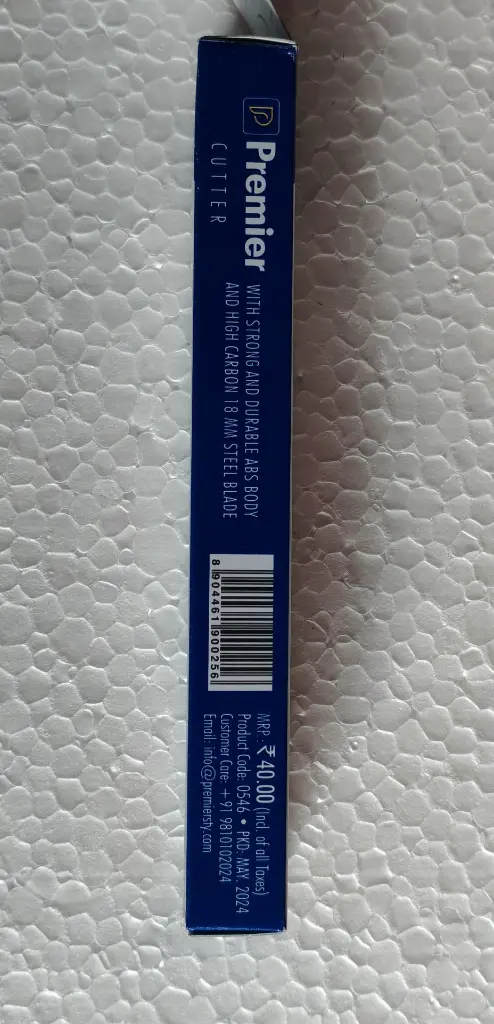 Premier
CUTTER
WITH STRONG AND DURABLE ABS BODY
AND HIGH CARBON 18 MM STEEL BLADE
8 904461 900256
MRP.: ₹ 40.00 (Incl. of all Taxes)
Product Code: 0546 • PKD: MAY. 2024
Customer Care: + 91 9810102024
Email: info@premiersty.com